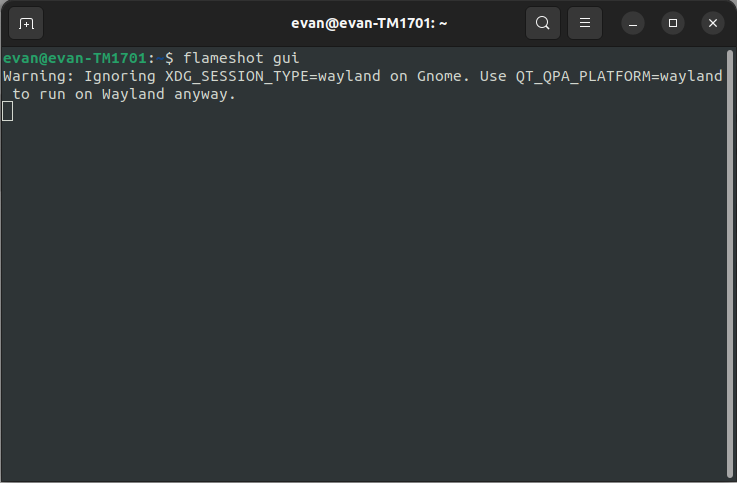 evan@evan-TM1701: ~
evan@evan-TM1701:~$ flameshot gui
Warning: Ignoring XDG_SESSION_TYPE=wayland on Gnome. Use QT_QPA_PLATFORM=wayland
to run on Wayland anyway.